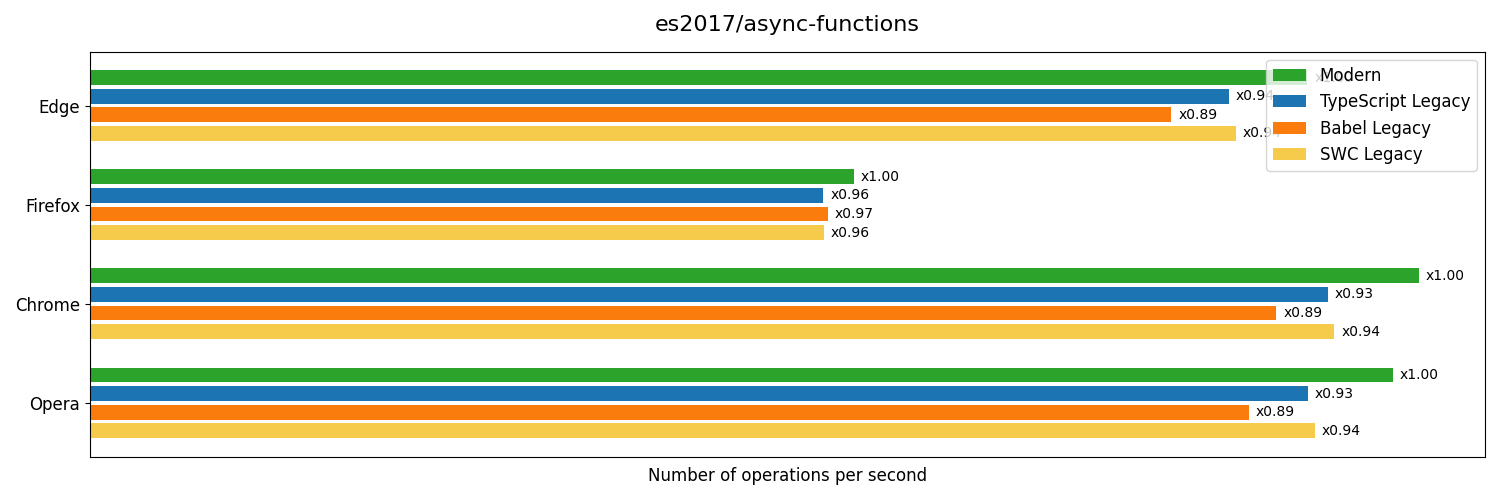 es2017/async-functions
Modern
TypeScript Legacy
Babel Legacy
SWC Legacy
Edge
x0.94
x0.89
Firefox
x1.00
x0.96
x0.97
x0.96
Chrome
x1.00
x0.93
x0.89
x0.94
Opera
x1.00
x0.93
x0.89
x0.94
Number of operations per second